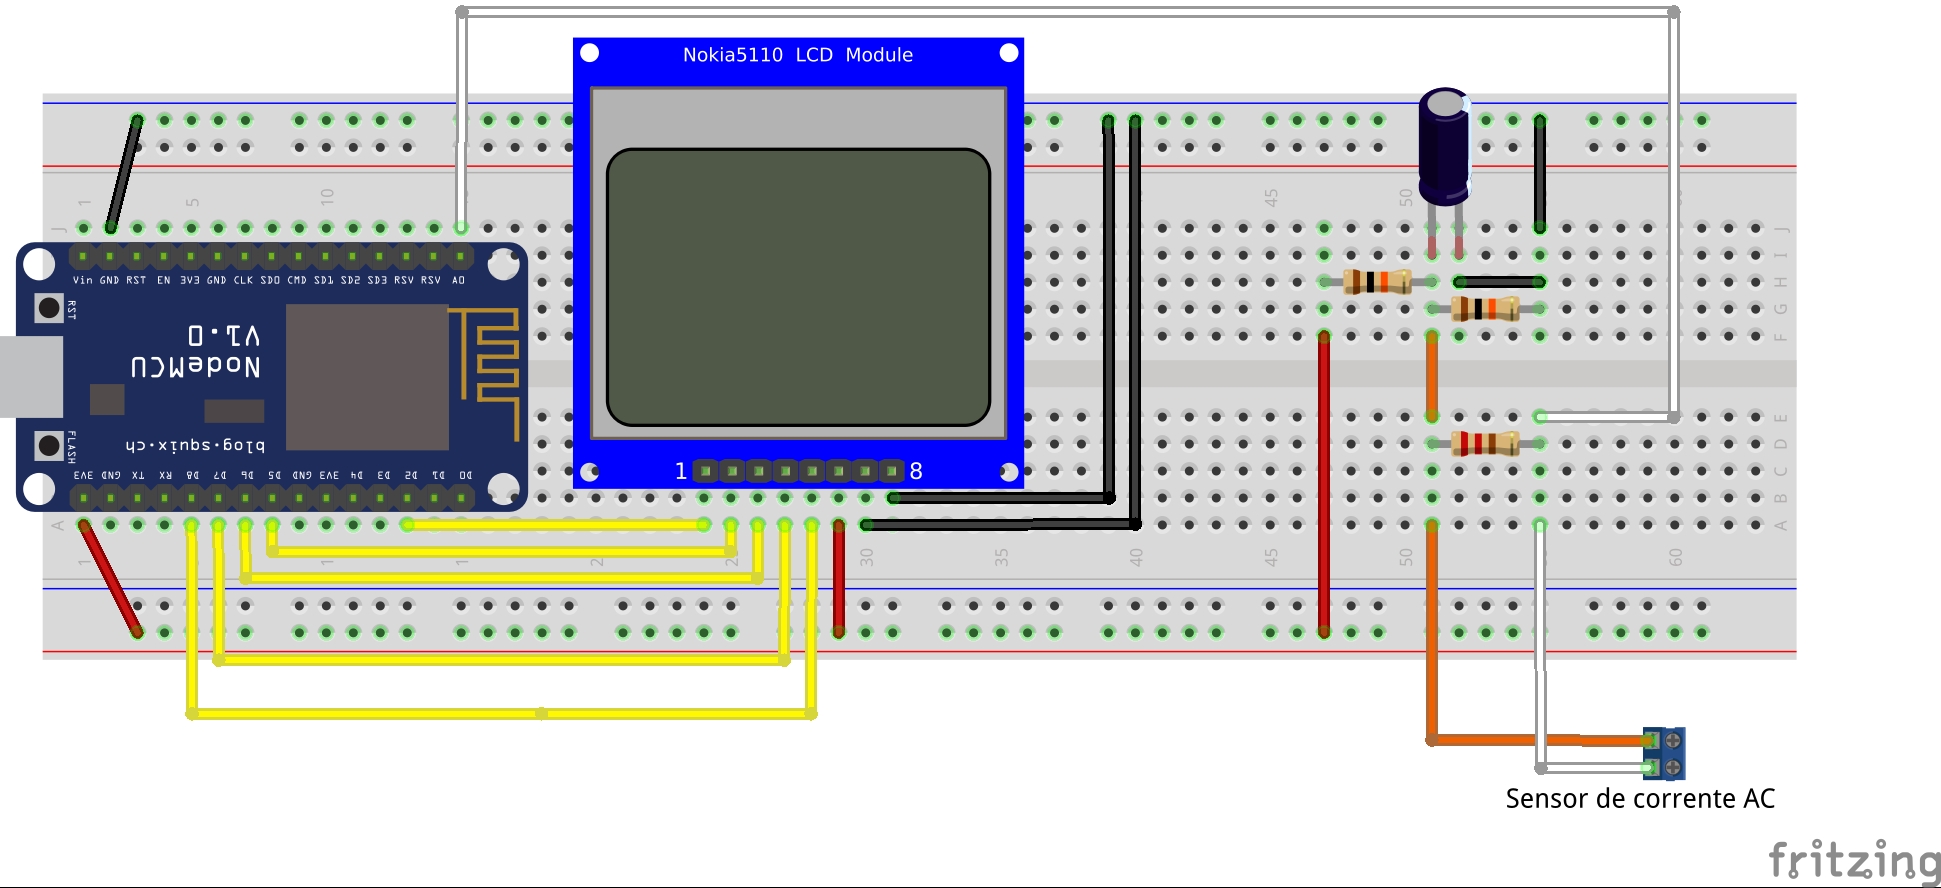 Nokia5110 LCD Module
1 5 10 45 50
J J
I
H
G
F
Vin GND RST EN 3V3 GND CLK SD0 CMD SD1 SD2 SD3 RSV RSV A0
RST
V1.0
NodeMCU
blog.squix.ch
FLASH
3V3 GND TX RX D8 D7 D6 D5 GND 3V3 D4 D3 D2 D1 D0
1 8
E
D
C
B
A A
1 1 1 2 2 30 35 40 45 50 60
Sensor de corrente AC
fritzing